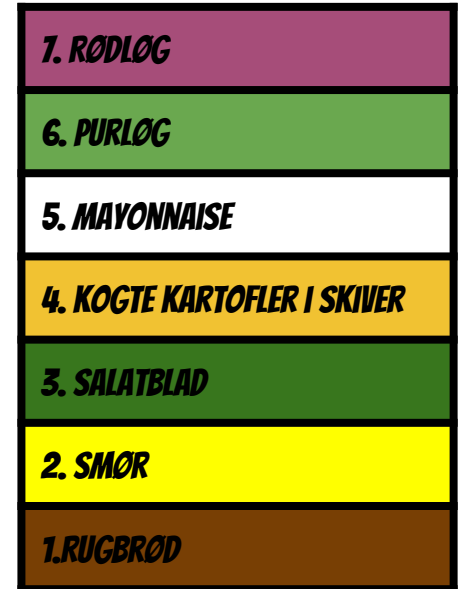 7. RØDLØG
6. PURLØG
5. MAYONNAISE
4. KOGTE KARTOFLER I SKIVER
3. SALATBLAD
2. SMØR
1.RUGBRØD